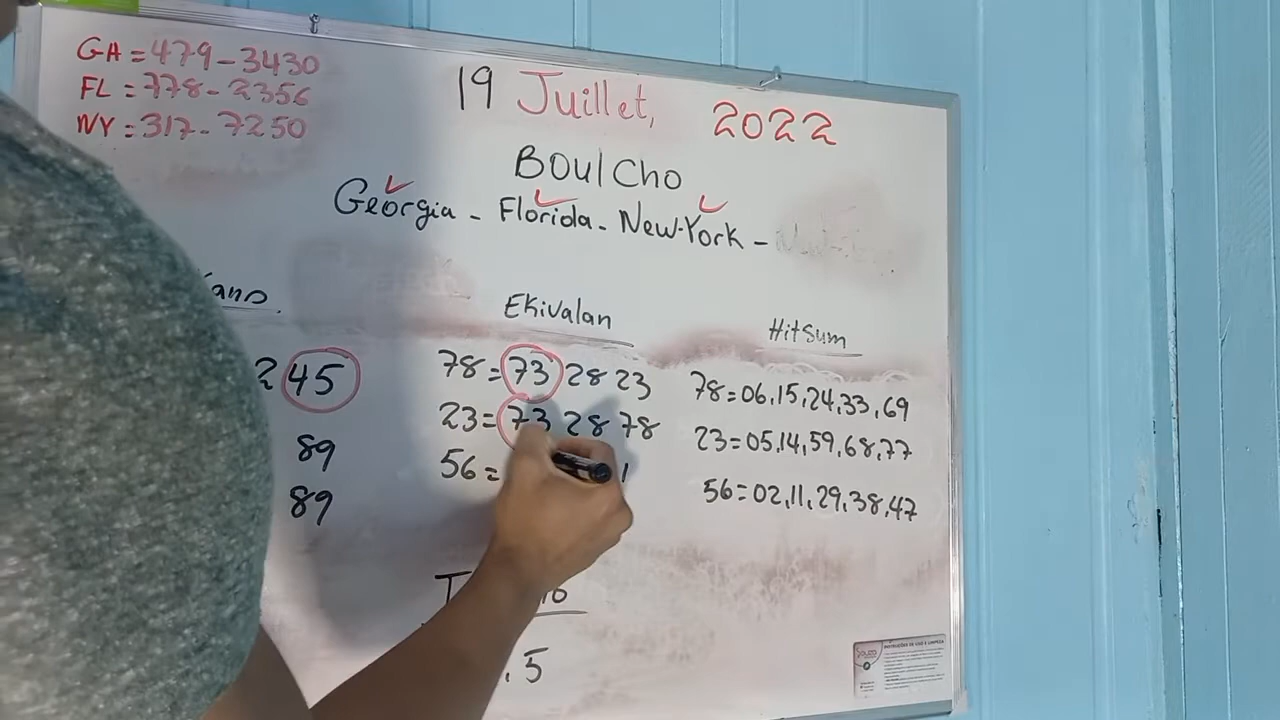 GA = 479-3430
FL = 778-2356
NY = 317-7250
19 Juillet, 2022
BOUlCho
Georgia - Florida - New-York -
Ekivalan
HitSum
45
89
89
78 = 73 28 23
23 = 73 28 78
56 =
78=06,15,24,33,69
23=05,14,59,68,77
56=02,11,29,38,47
. 5